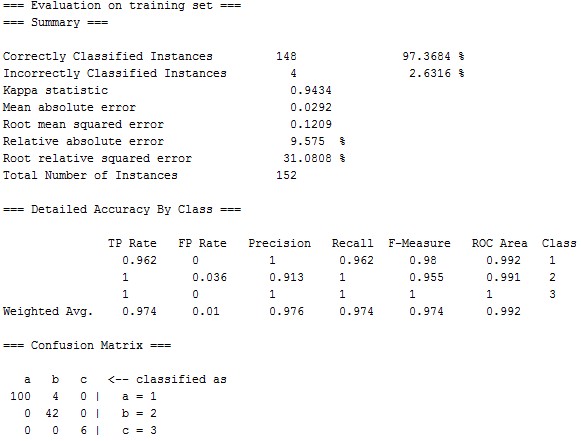 === Evaluation on training set ===
=== Summary ===
Correctly Classified Instances 148 97.3684 %
Incorrectly Classified Instances 4 2.6316 %
Kappa statistic 0.9434
Mean absolute error 0.0292
Root mean squared error 0.1209
Relative absolute error 9.575 %
Root relative squared error 31.0808 %
Total Number of Instances 152
=== Detailed Accuracy By Class ===
TP Rate FP Rate Precision Recall F-Measure ROC Area Class
0.962 0 1 0.962 0.98 0.992 1
1 0.036 0.913 1 0.955 0.991 2
1 0 1 1 1 1 3
Weighted Avg. 0.974 0.01 0.976 0.974 0.974 0.992
=== Confusion Matrix ===
a b c <-- classified as
100 4 0 | a = 1
0 42 0 | b = 2
0 0 6 | c = 3